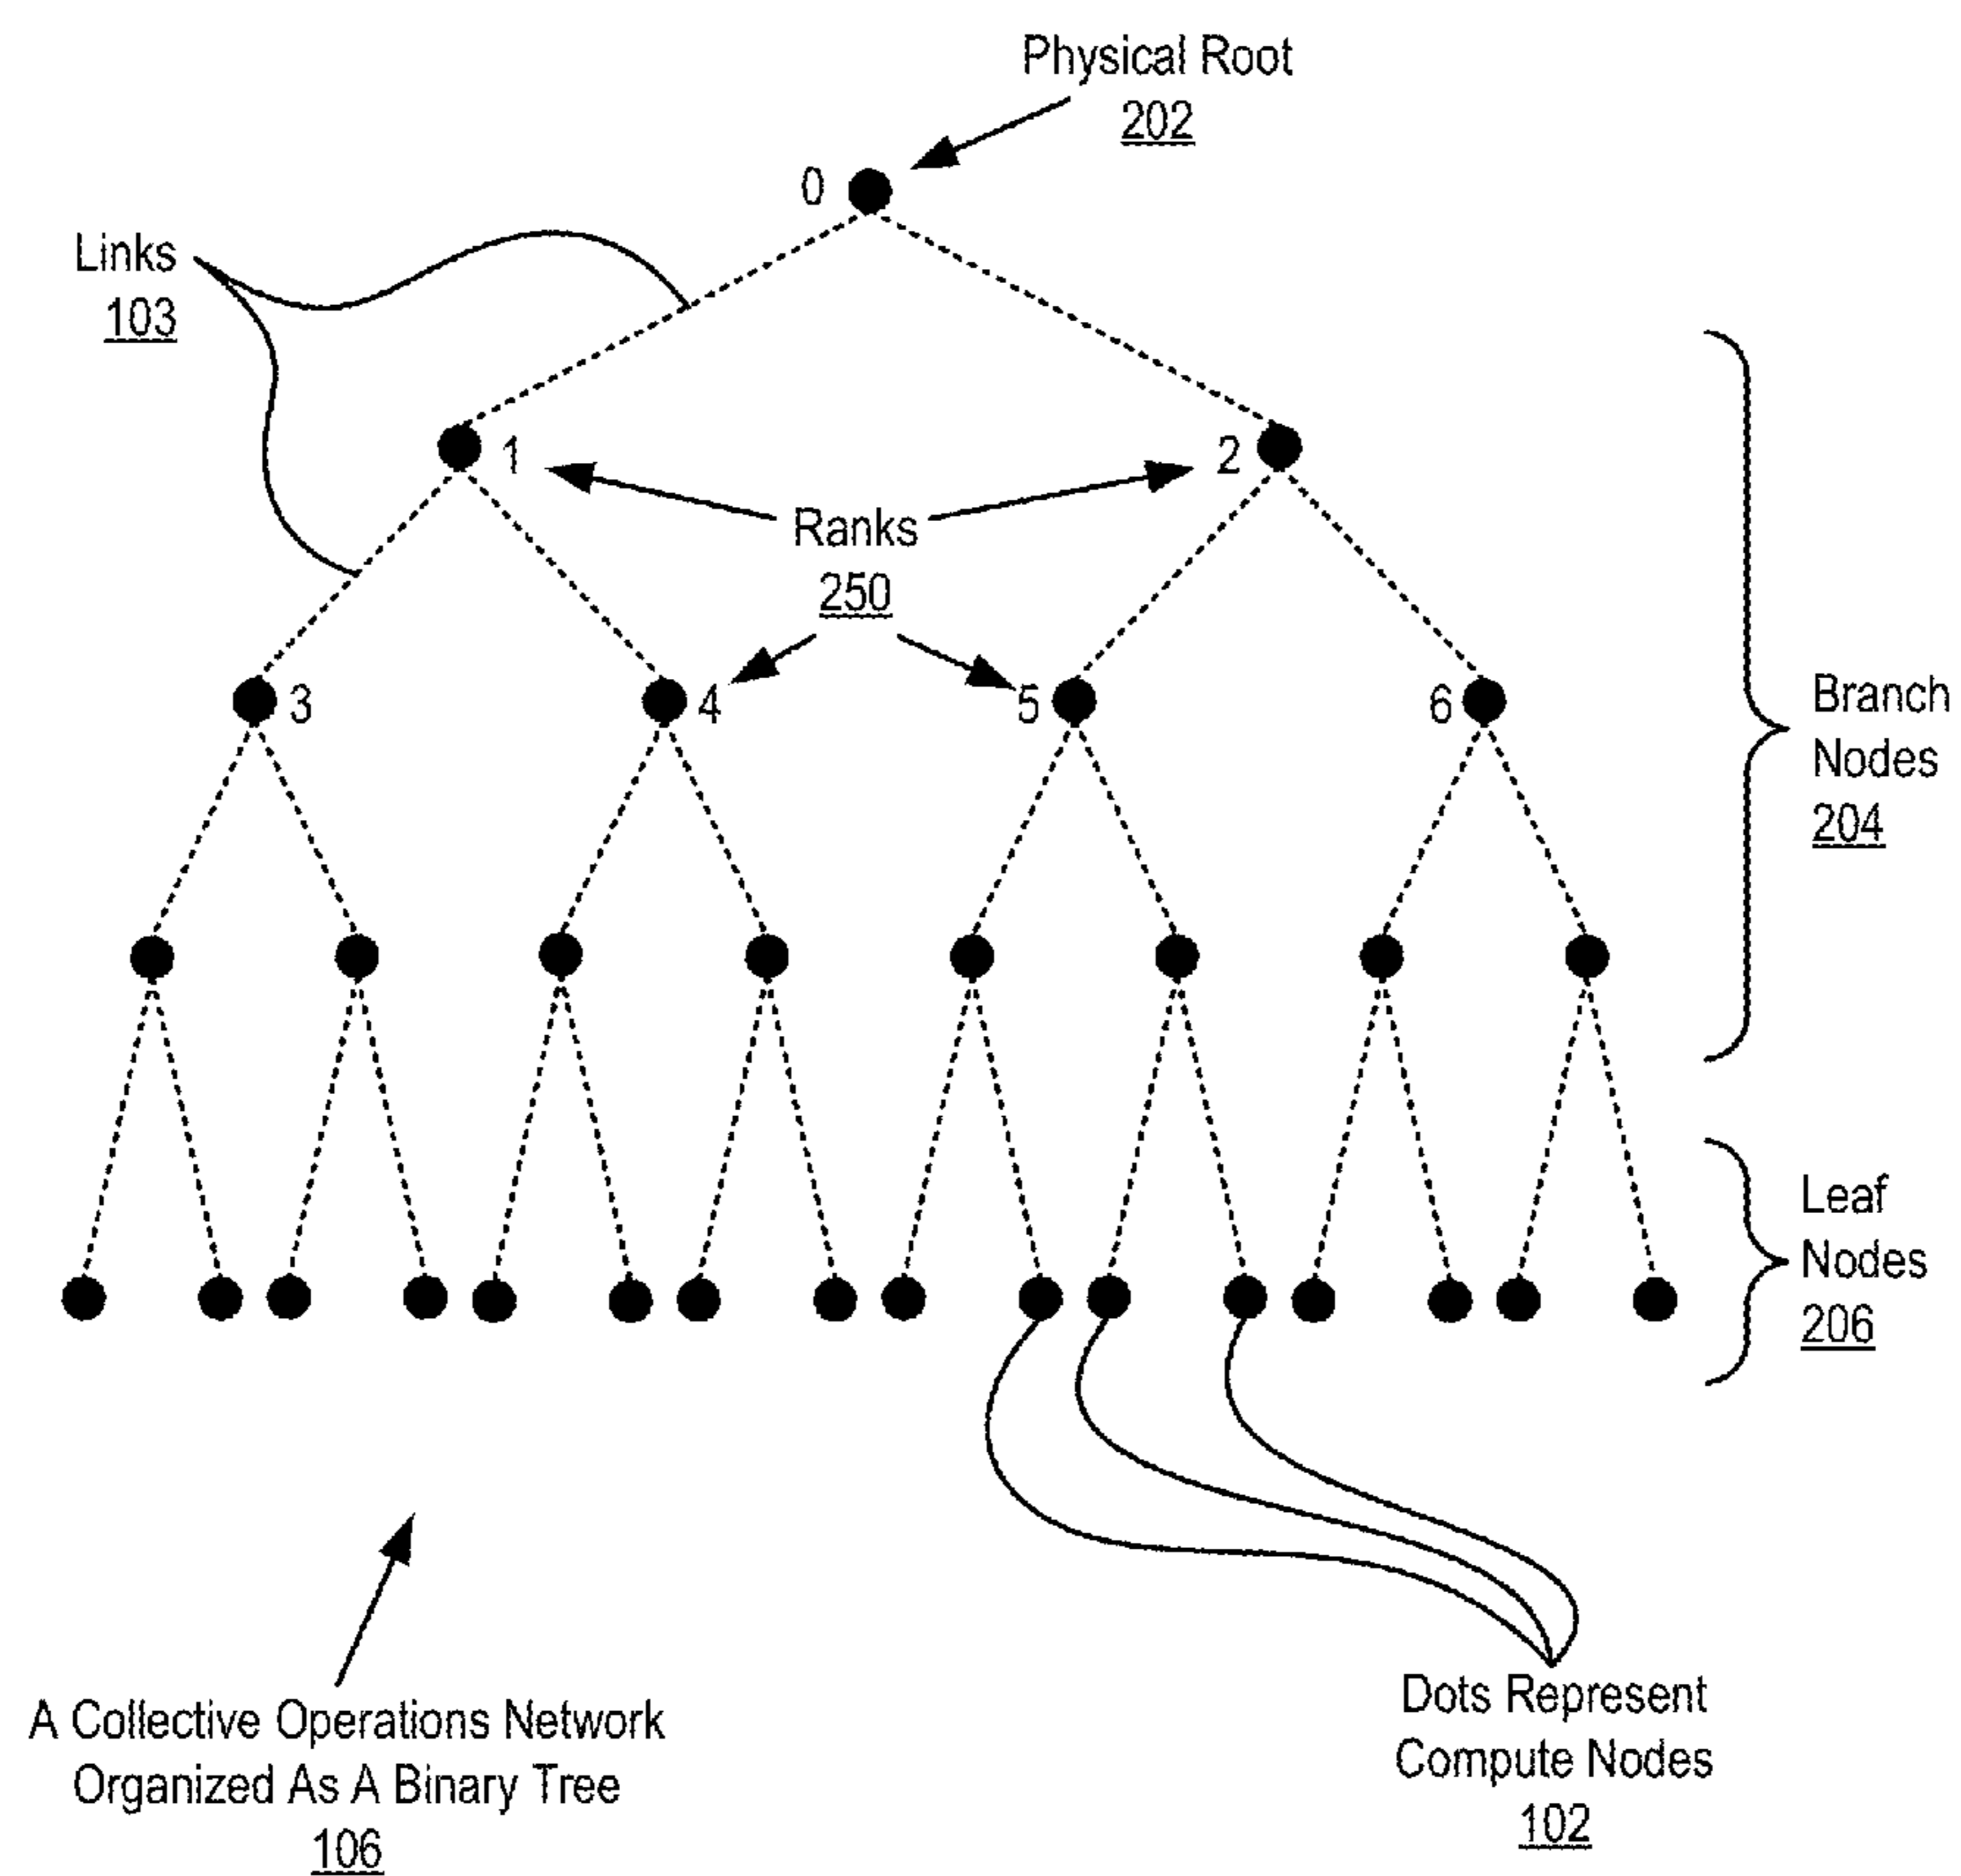 Physical Root
202
0
Links
103
1
2
Ranks
250
3
4
5
6
Branch
Nodes
204
Leaf
Nodes
206
A Collective Operations Network
Organized As A Binary Tree
106
Dots Represent
Compute Nodes
102